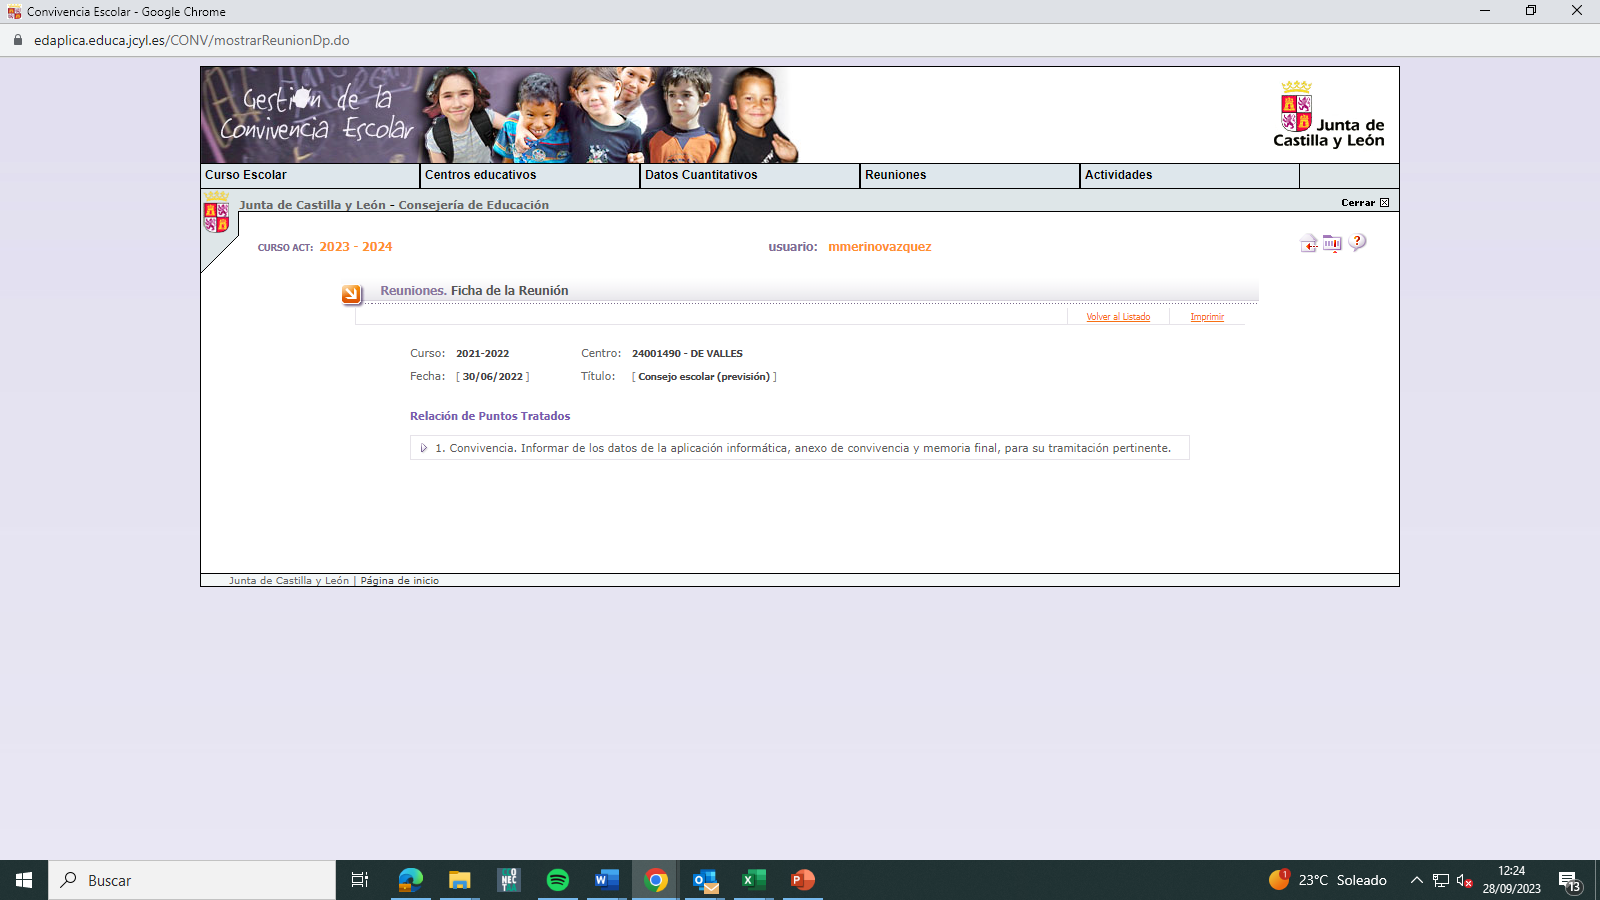 Convivencia Escolar - Google Chrome
edaplica.educa.jcyl.es/CONV/mostrarReunionDp.do
Gestión de la
Convivencia Escolar
Junta de
Castilla y León
Curso Escolar
Centros educativos
Datos Cuantitativos
Reuniones
Actividades
Junta de Castilla y León - Consejería de Educación
Cerrar
CURSO ACT: 2023 - 2024
usuario: mmerinovazquez
Reuniones. Ficha de la Reunión
Volver al Listado
Imprimir
Curso: 2021-2022 Centro: 24001490 - DE VALLES
Fecha: [ 30/06/2022 ] Título: [ Consejo escolar (previsión) ]
Relación de Puntos Tratados
1. Convivencia. Informar de los datos de la aplicación informática, anexo de convivencia y memoria final, para su tramitación pertinente.
Junta de Castilla y León | Página de inicio
Buscar
23°C Soleado
12:24
28/09/2023
13